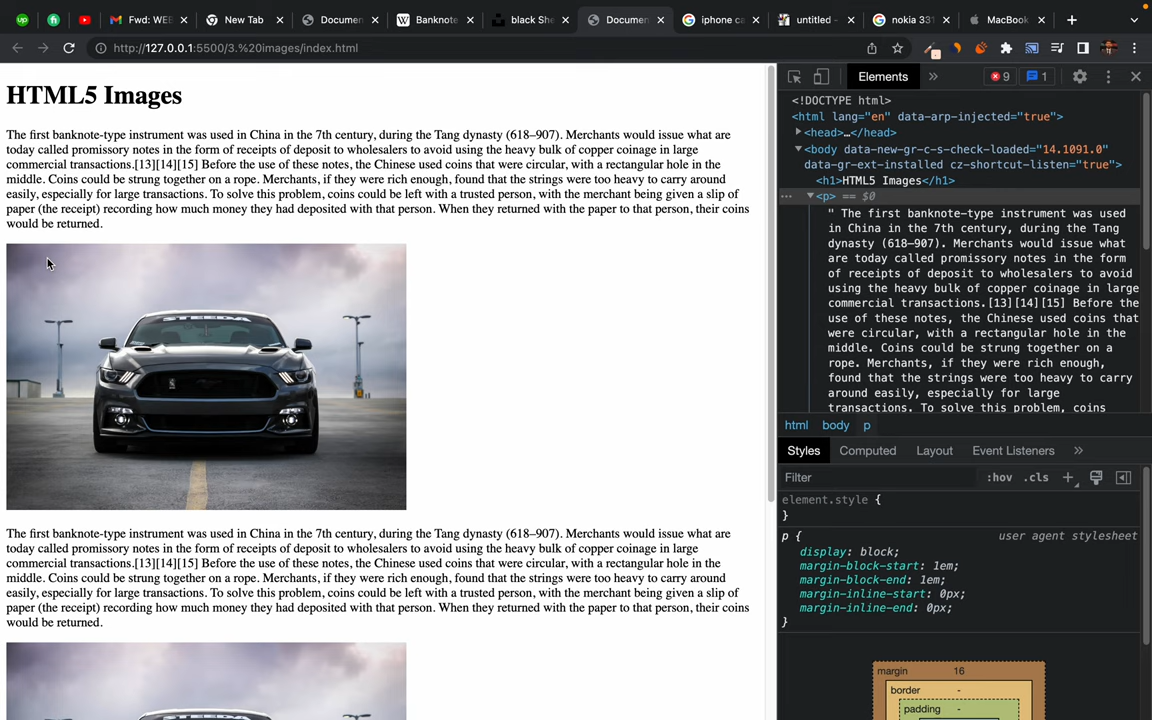 Fwd: WEB
New Tab
Documen
Banknote
black She
Documen
iphone ca
untitled -
nokia 331
MacBook
http://127.0.0.1:5500/3.%20images/index.html
HTML5 Images
The first banknote-type instrument was used in China in the 7th century, during the Tang dynasty (618–907). Merchants would issue what are
today called promissory notes in the form of receipts of deposit to wholesalers to avoid using the heavy bulk of copper coinage in large
commercial transactions.[13][14][15] Before the use of these notes, the Chinese used coins that were circular, with a rectangular hole in the
middle. Coins could be strung together on a rope. Merchants, if they were rich enough, found that the strings were too heavy to carry around
easily, especially for large transactions. To solve this problem, coins could be left with a trusted person, with the merchant being given a slip of
paper (the receipt) recording how much money they had deposited with that person. When they returned with the paper to that person, their coins
would be returned.
STEEDA
The first banknote-type instrument was used in China in the 7th century, during the Tang dynasty (618–907). Merchants would issue what are
today called promissory notes in the form of receipts of deposit to wholesalers to avoid using the heavy bulk of copper coinage in large
commercial transactions.[13][14][15] Before the use of these notes, the Chinese used coins that were circular, with a rectangular hole in the
middle. Coins could be strung together on a rope. Merchants, if they were rich enough, found that the strings were too heavy to carry around
easily, especially for large transactions. To solve this problem, coins could be left with a trusted person, with the merchant being given a slip of
paper (the receipt) recording how much money they had deposited with that person. When they returned with the paper to that person, their coins
would be returned.
Elements
9
1
<!DOCTYPE html>
<html lang="en" data-arp-injected="true">
<head>…</head>
<body data-new-gr-c-s-check-loaded="14.1091.0"
data-gr-ext-installed cz-shortcut-listen="true">
<h1>HTML5 Images</h1>
<p> == $0
" The first banknote-type instrument was used
in China in the 7th century, during the Tang
dynasty (618–907). Merchants would issue what
are today called promissory notes in the form
of receipts of deposit to wholesalers to avoid
using the heavy bulk of copper coinage in large
commercial transactions.[13][14][15] Before the
use of these notes, the Chinese used coins that
were circular, with a rectangular hole in the
middle. Coins could be strung together on a
rope. Merchants, if they were rich enough,
found that the strings were too heavy to carry
around easily, especially for large
transactions. To solve this problem, coins
html body p
Styles Computed Layout Event Listeners
Filter :hov .cls
element.style {
}
p { user agent stylesheet
display: block;
margin-block-start: 1em;
margin-block-end: 1em;
margin-inline-start: 0px;
margin-inline-end: 0px;
}
margin 16
border -
padding -